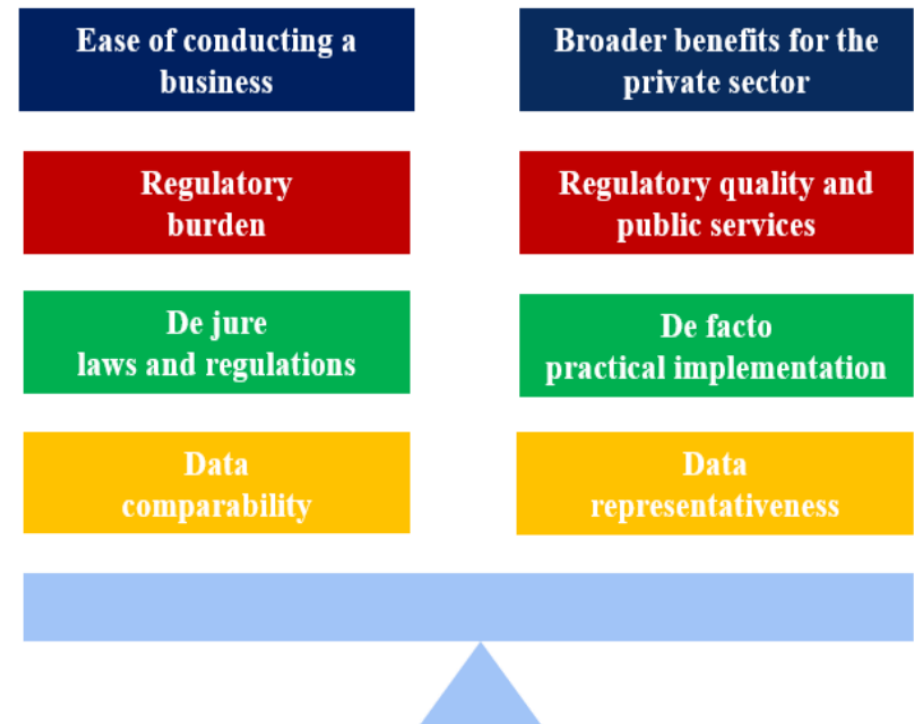 Ease of conducting a
business
Broader benefits for the
private sector
Regulatory
burden
Regulatory quality and
public services
De jure
laws and regulations
De facto
practical implementation
Data
comparability
Data
representativeness